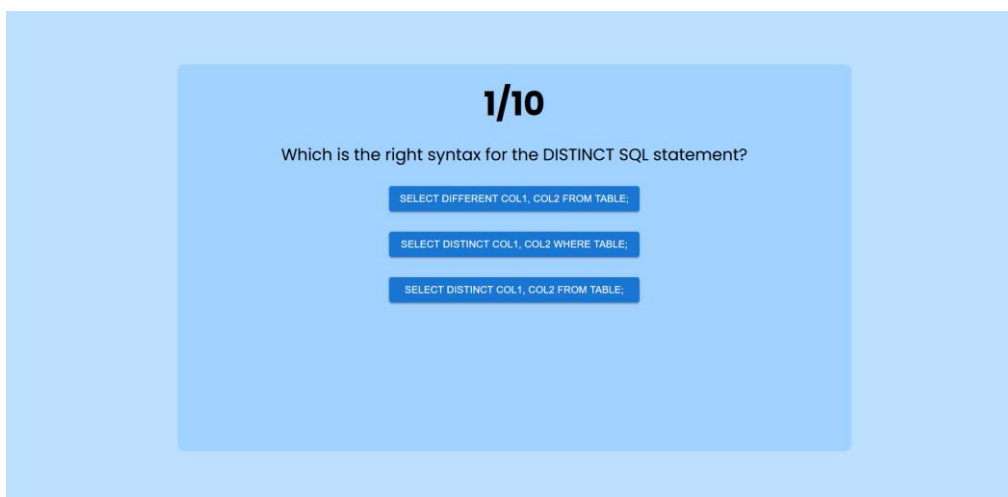 1/10
Which is the right syntax for the DISTINCT SQL statement?
SELECT DIFFERENT COL1, COL2 FROM TABLE;
SELECT DISTINCT COL1, COL2 WHERE TABLE;
SELECT DISTINCT COL1, COL2 FROM TABLE;